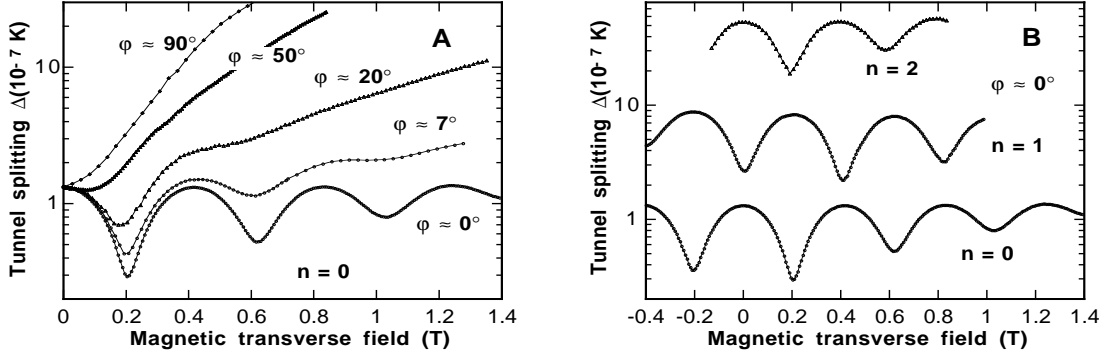 A
φ ≈ 90°
φ ≈ 50°
φ ≈ 20°
φ ≈ 7°
φ ≈ 0°
n = 0
10
1
Tunnel splitting Δ(10⁻⁷ K)
0 0.2 0.4 0.6 0.8 1 1.2 1.4
Magnetic transverse field (T)
B
n = 2
φ ≈ 0°
n = 1
n = 0
10
1
Tunnel splitting Δ(10⁻⁷ K)
-0.4 -0.2 0 0.2 0.4 0.6 0.8 1 1.2 1.4
Magnetic transverse field (T)